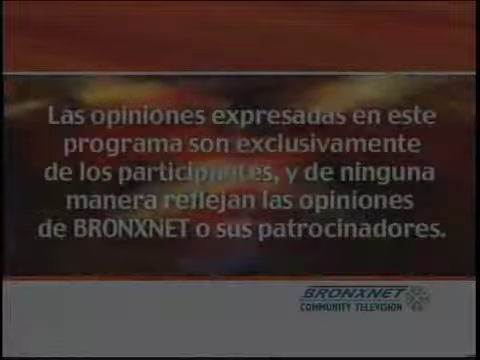 Las opiniones expresadas en este
programa son exclusivamente
de los participantes, y de ninguna
manera reflejan las opiniones
de BRONXNET o sus patrocinadores.
BRONXNET
COMMUNITY TELEVISION